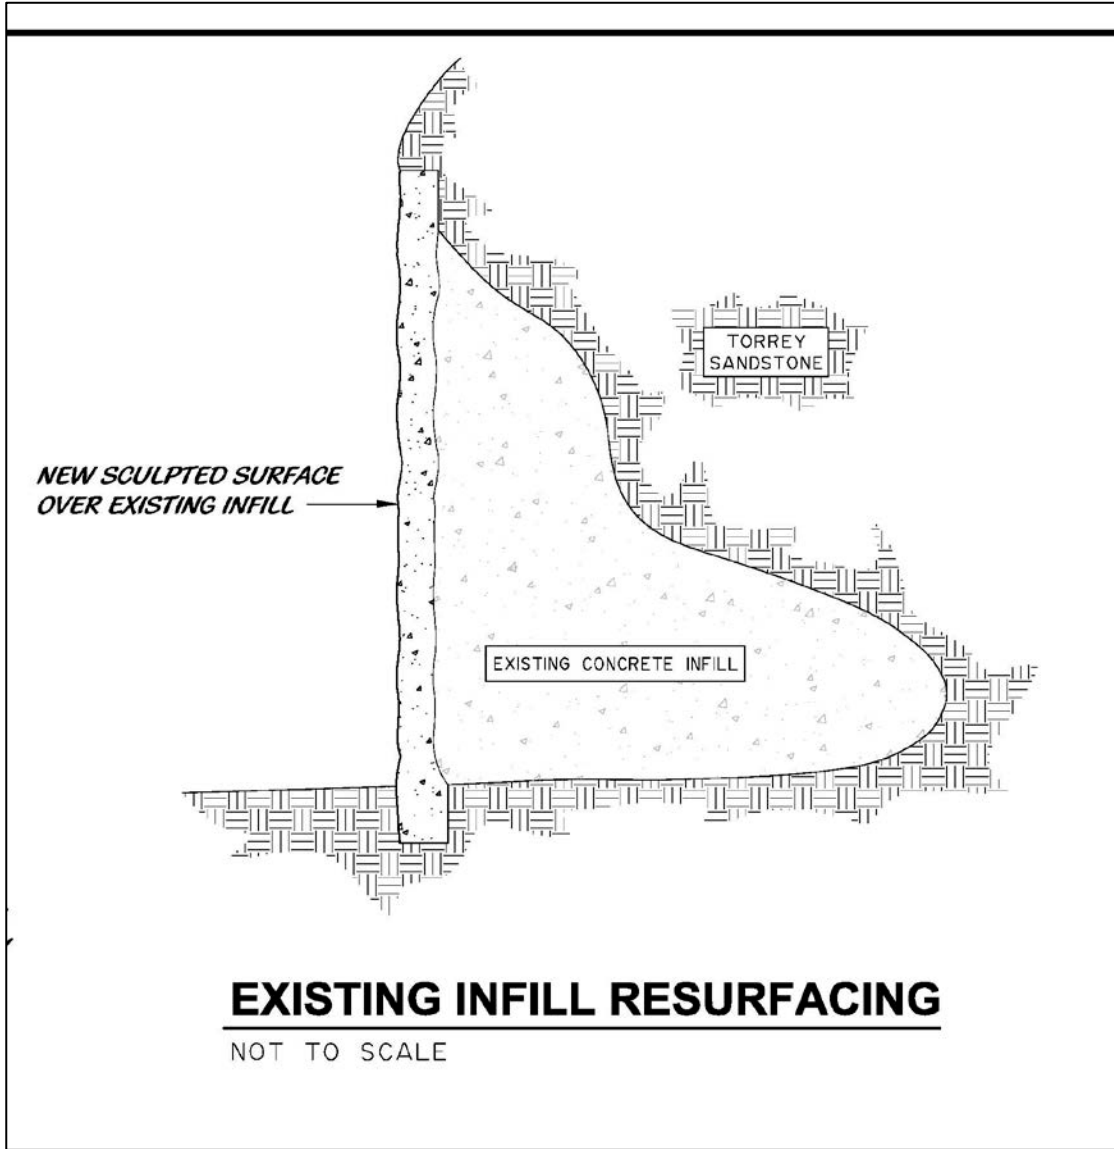 TORREY
SANDSTONE
NEW SCULPTED SURFACE
OVER EXISTING INFILL
EXISTING CONCRETE INFILL
EXISTING INFILL RESURFACING
NOT TO SCALE